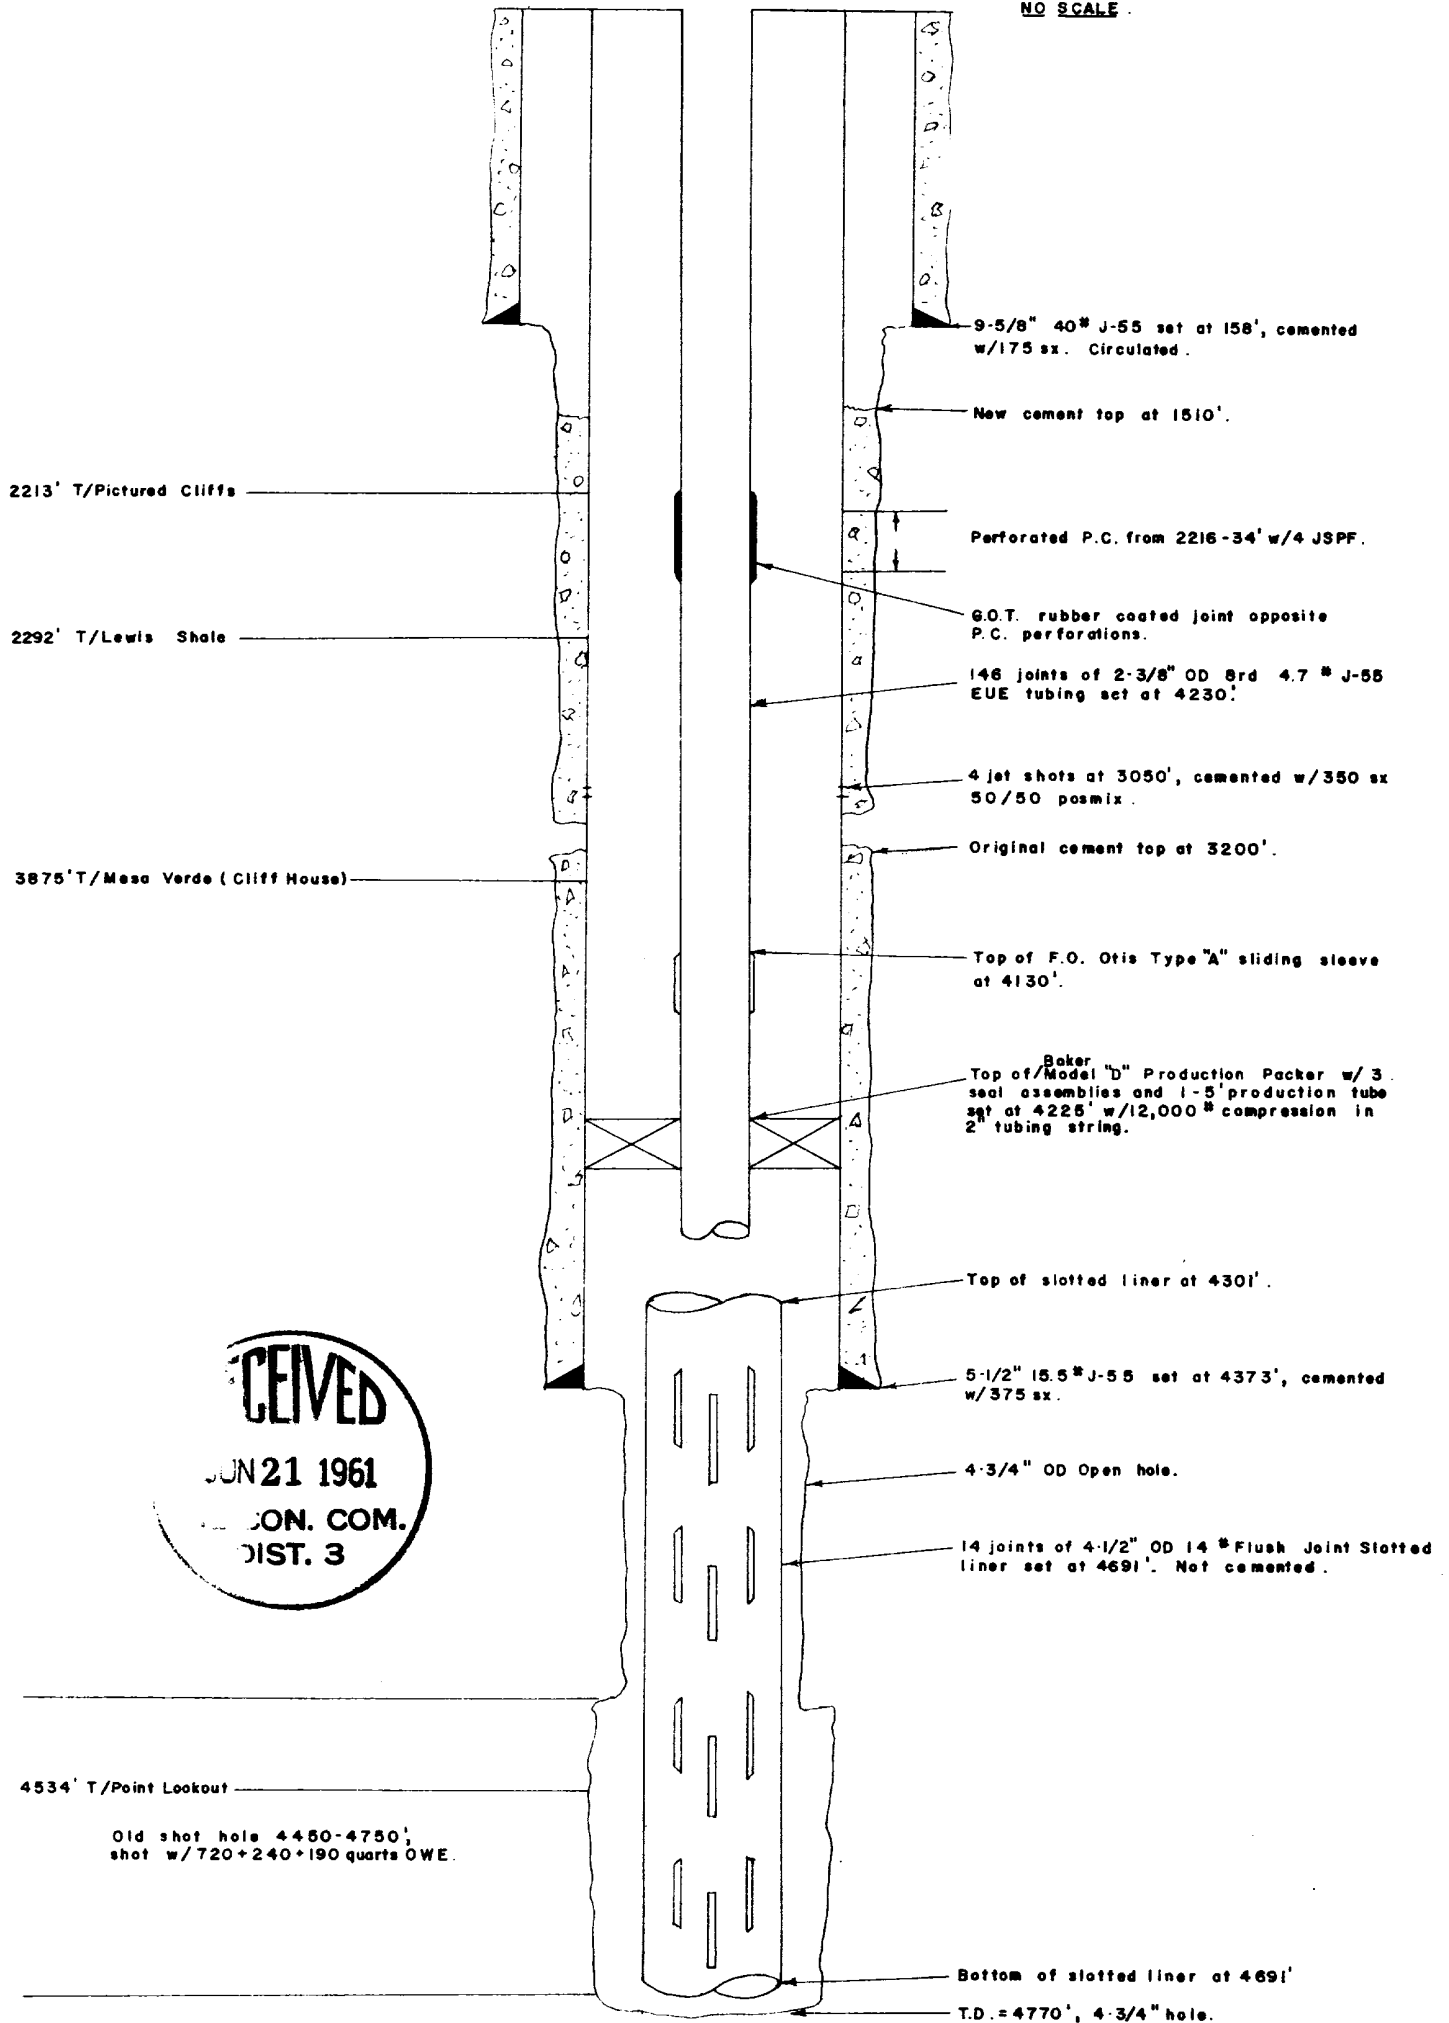 NO SCALE.
9-5/8" 40# J-55 set at 158', cemented
w/175 sx. Circulated.
New cement top at 1510'.
2213' T/Pictured Cliffs
Perforated P.C. from 2216-34' w/4 JSPF.
G.O.T. rubber coated joint opposite
P.C. perforations.
2292' T/Lewis Shale
146 joints of 2-3/8" OD 8rd 4.7 # J-55
EUE tubing set at 4230'.
4 jet shots at 3050', cemented w/350 sx
50/50 posmix.
Original cement top at 3200'.
3875' T/Mesa Verde (Cliff House)
Top of F.O. Otis Type "A" sliding sleeve
at 4130'.
Baker
Top of/Model "D" Production Packer w/ 3
seal assemblies and 1-5' production tube
set at 4225' w/12,000 # compression in
2" tubing string.
Top of slotted liner at 4301'.
5-1/2" 15.5 # J-55 set at 4373', cemented
w/375 sx.
4-3/4" OD Open hole.
14 joints of 4-1/2" OD 14 # Flush Joint Slotted
liner set at 4691'. Not cemented.
CEIVED
JUN 21 1961
CON. COM.
DIST. 3
4534' T/Point Lookout
Old shot hole 4450-4750',
shot w/720+240+190 quarts OWE.
Bottom of slotted liner at 4691'
T.D. = 4770', 4-3/4" hole.